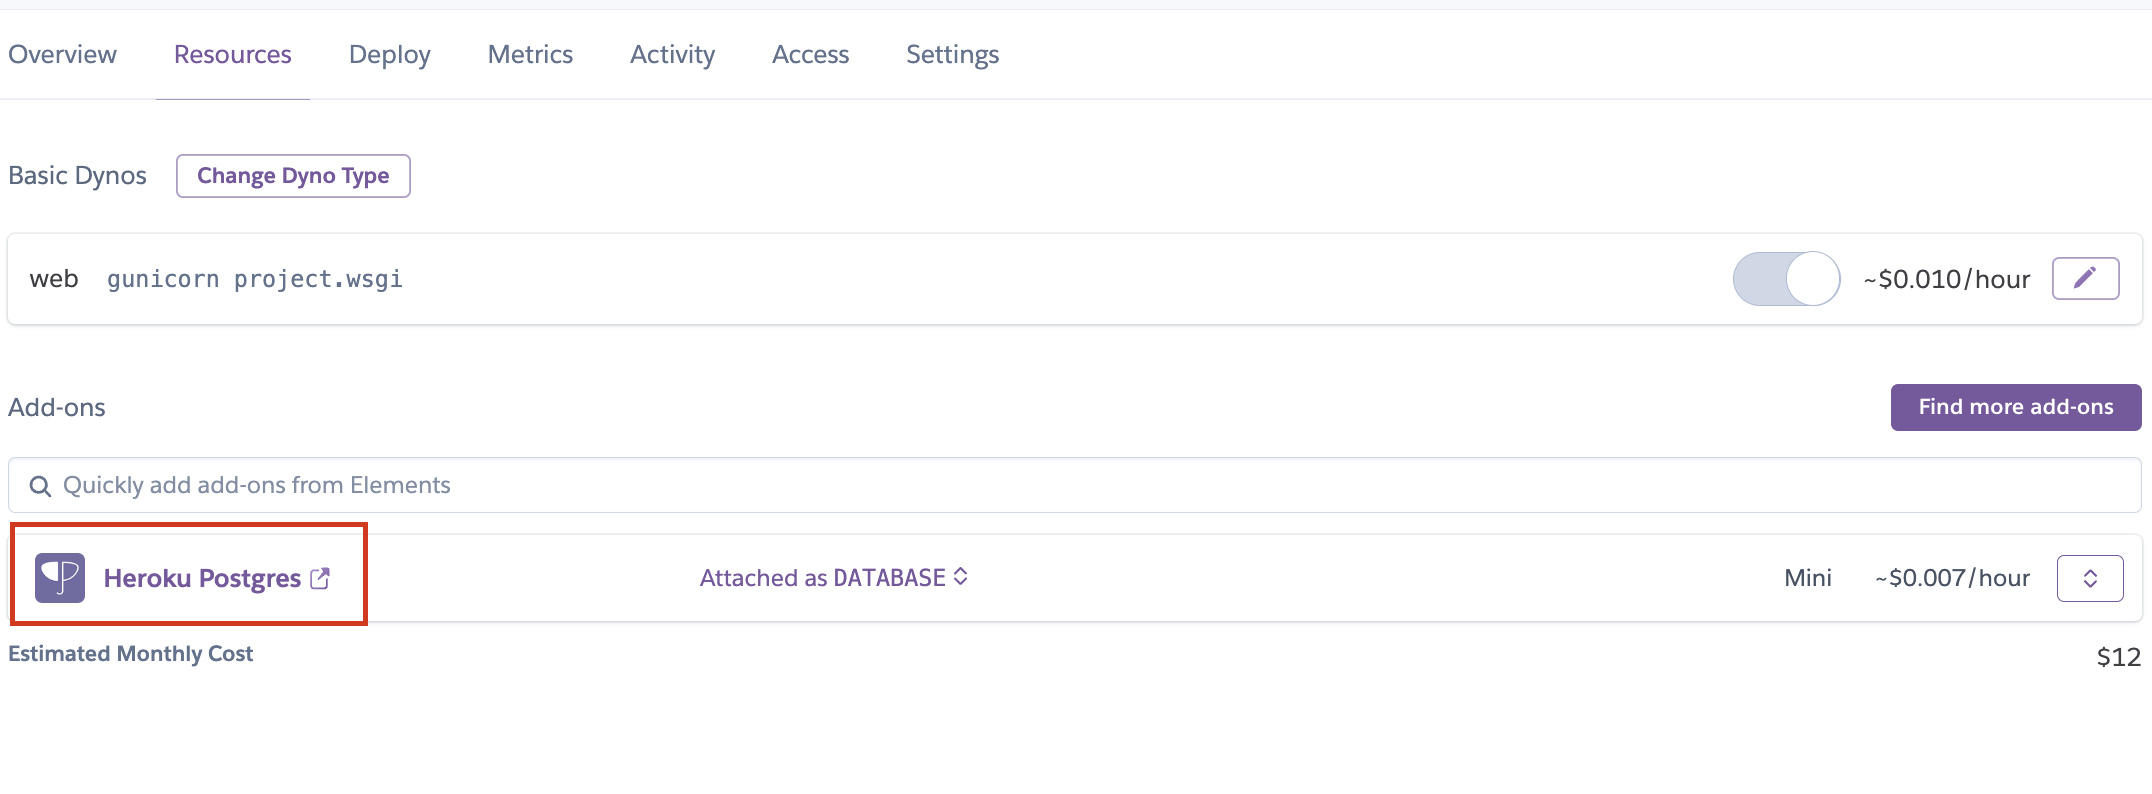 Overview Resources Deploy Metrics Activity Access Settings
Basic Dynos Change Dyno Type
web gunicorn project.wsgi ~$0.010/hour
Add-ons Find more add-ons
Quickly add add-ons from Elements
Heroku Postgres Attached as DATABASE Mini ~$0.007/hour
Estimated Monthly Cost $12